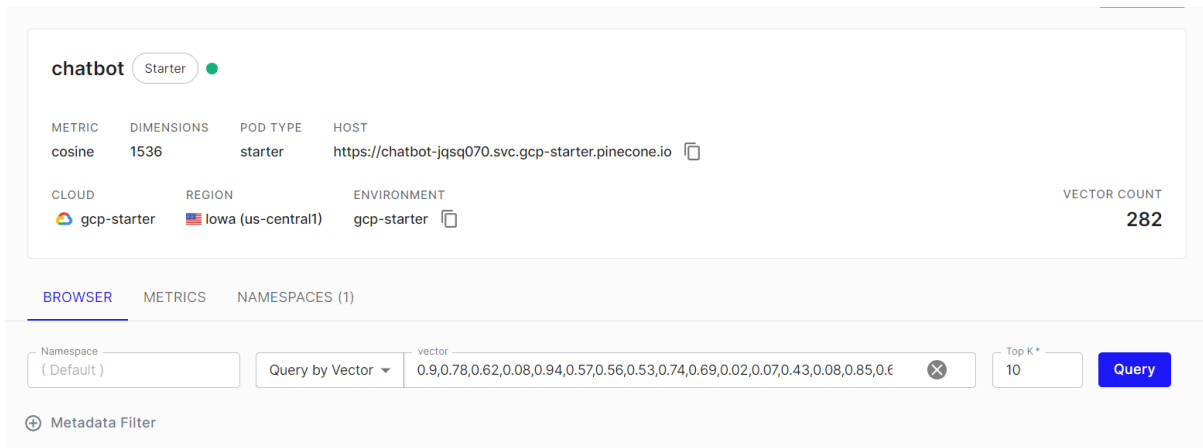 chatbot Starter
METRIC DIMENSIONS POD TYPE HOST
cosine 1536 starter https://chatbot-jqsq070.svc.gcp-starter.pinecone.io
CLOUD REGION ENVIRONMENT VECTOR COUNT
gcp-starter Iowa (us-central1) gcp-starter 282
BROWSER METRICS NAMESPACES (1)
Namespace vector Top K*
( Default ) Query by Vector 0.9,0.78,0.62,0.08,0.94,0.57,0.56,0.53,0.74,0.69,0.02,0.07,0.43,0.08,0.85,0.6 10 Query
Metadata Filter